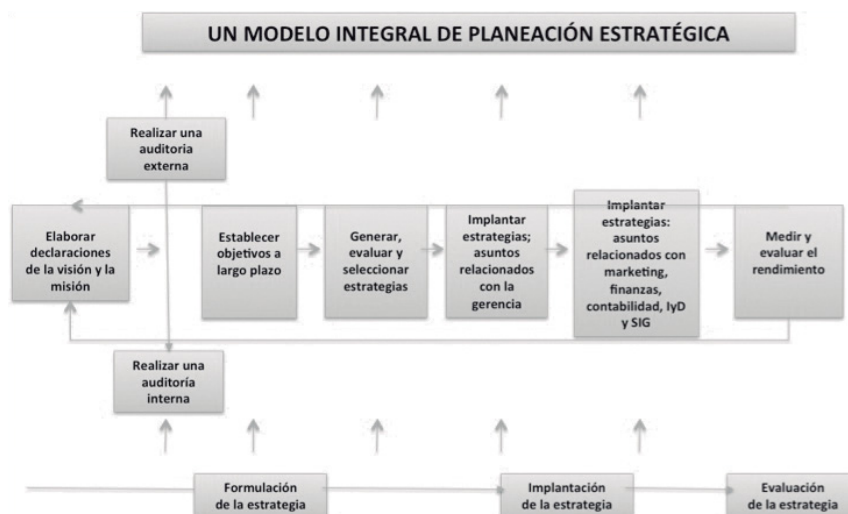 UN MODELO INTEGRAL DE PLANEACIÓN ESTRATÉGICA
Realizar una
auditoria
externa
Elaborar
declaraciones
de la visión y la
misión
Establecer
objetivos a
largo plazo
Generar,
evaluar y
seleccionar
estrategias
Implantar
estrategias;
asuntos
relacionados
con la
gerencia
Implantar
estrategias:
asuntos
relacionados con
marketing,
finanzas,
contabilidad, IyD
y SIG
Medir y
evaluar el
rendimiento
Realizar una
auditoría
interna
Formulación
de la estrategia
Implantación
de la estrategia
Evaluación
de la estrategia